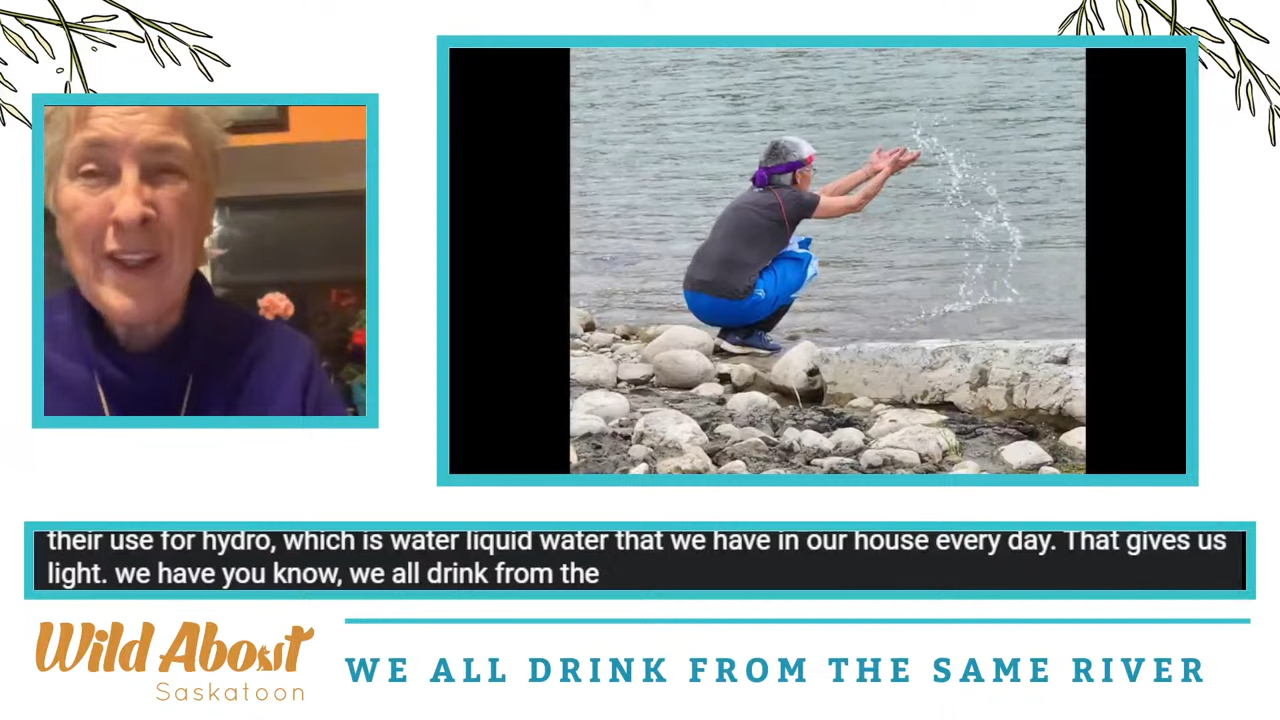 their use for hydro, which is water liquid water that we have in our house every day. That gives us
light. we have you know, we all drink from the
Wild About
Saskatoon
WE ALL DRINK FROM THE SAME RIVER